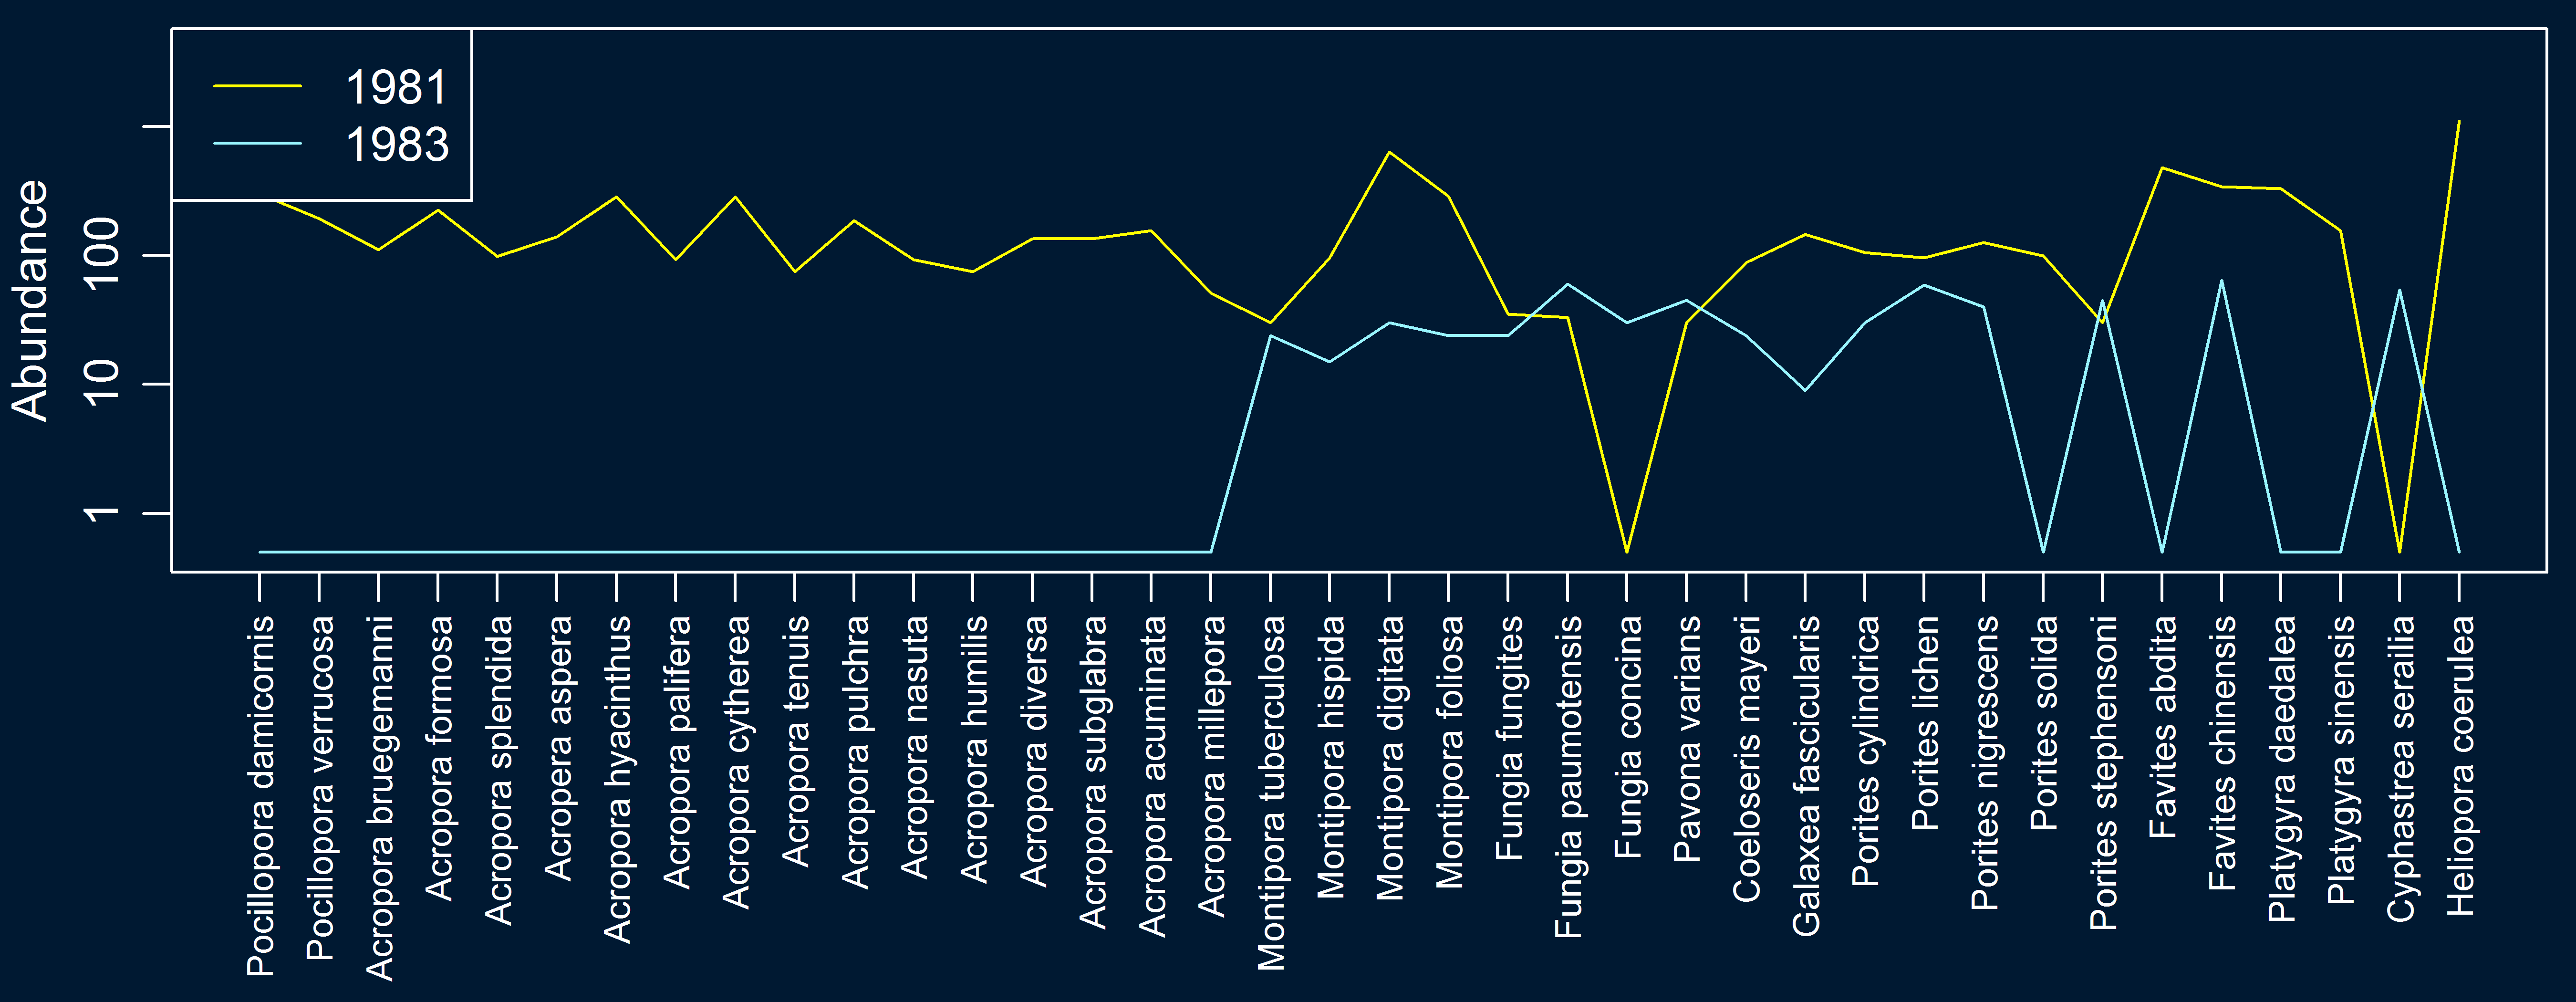 1981
1983
Abundance
100
10
1
Pocillopora damicornis
Pocillopora verrucosa
Acropora bruegemanni
Acropora formosa
Acropora splendida
Acropera aspera
Acropora hyacinthus
Acropora palifera
Acropora cytherea
Acropora tenuis
Acropora pulchra
Acropora nasuta
Acropora humilis
Acropora diversa
Acropora subglabra
Acropora acuminata
Acropora millepora
Montipora tuberculosa
Montipora hispida
Montipora digitata
Montipora foliosa
Fungia fungites
Fungia paumotensis
Fungia concina
Pavona varians
Coeloseris mayeri
Galaxea fascicularis
Porites cylindrica
Porites lichen
Porites nigrescens
Porites solida
Porites stephensoni
Favites abdita
Favites chinensis
Platygyra daedalea
Platygyra sinensis
Cyphastrea serailia
Heliopora coerulea